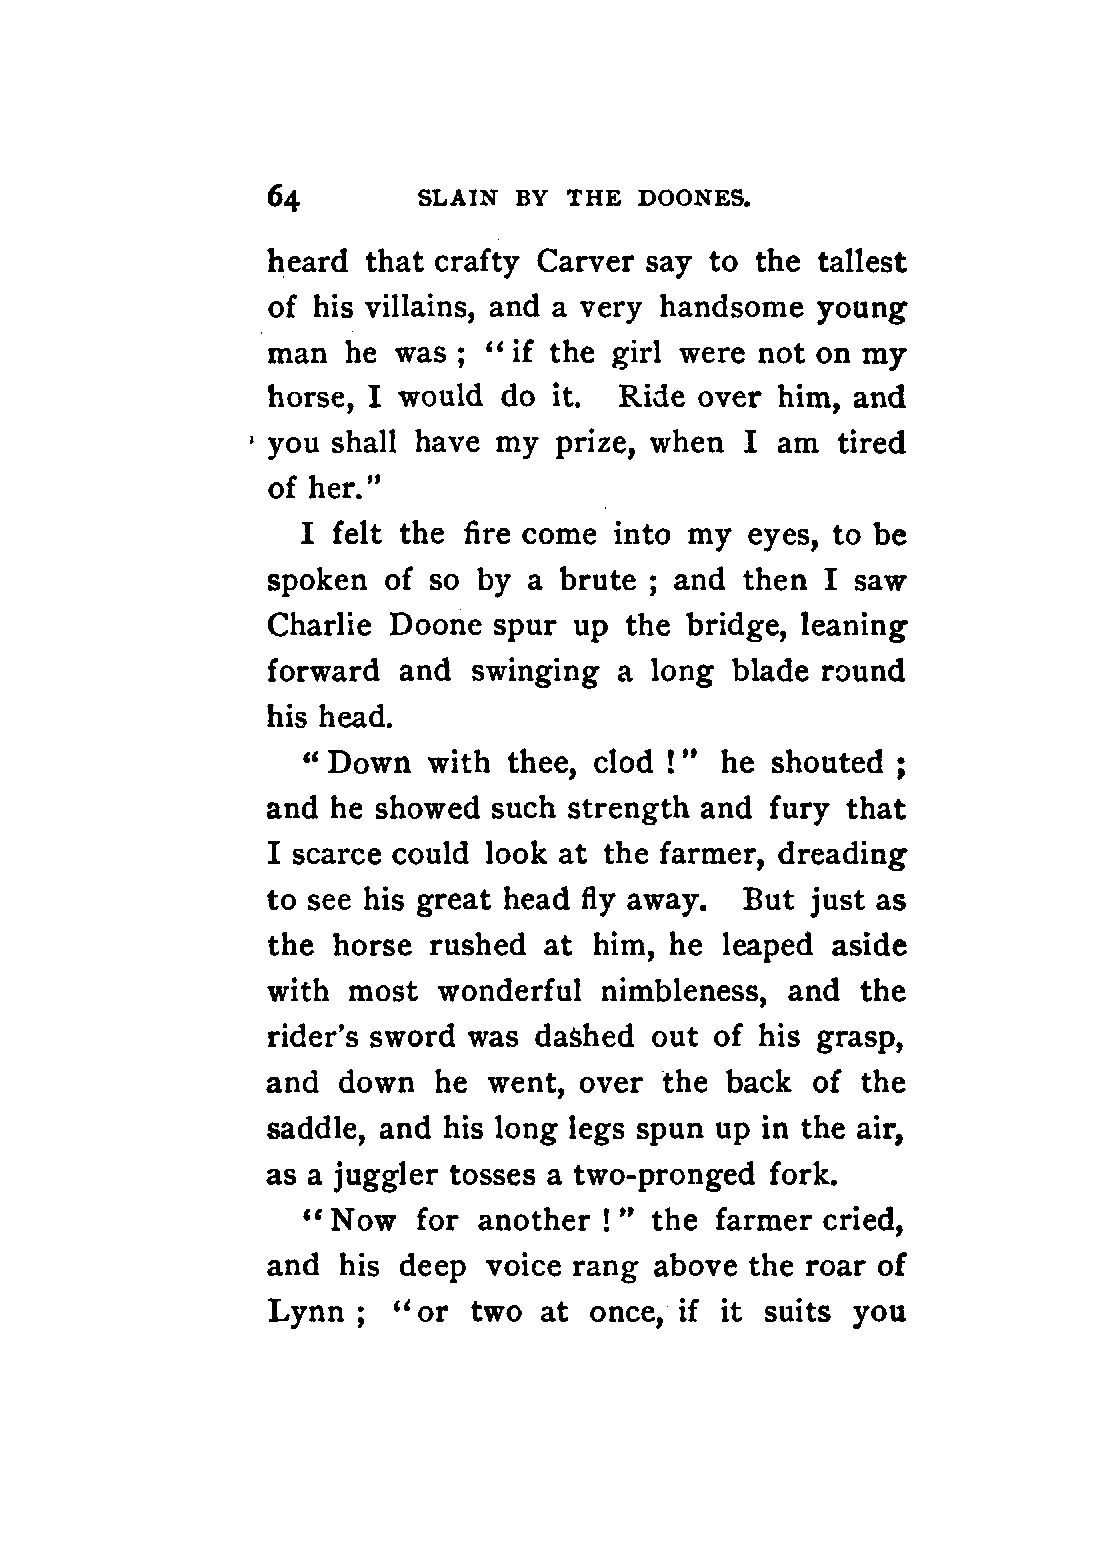 64 SLAIN BY THE DOONES.
heard that crafty Carver say to the tallest
of his villains, and a very handsome young
man he was ; “ if the girl were not on my
horse, I would do it. Ride over him, and
you shall have my prize, when I am tired
of her.”
I felt the fire come into my eyes, to be
spoken of so by a brute ; and then I saw
Charlie Doone spur up the bridge, leaning
forward and swinging a long blade round
his head.
“ Down with thee, clod ! ” he shouted ;
and he showed such strength and fury that
I scarce could look at the farmer, dreading
to see his great head fly away. But just as
the horse rushed at him, he leaped aside
with most wonderful nimbleness, and the
rider’s sword was dashed out of his grasp,
and down he went, over the back of the
saddle, and his long legs spun up in the air,
as a juggler tosses a two-pronged fork.
“ Now for another ! ” the farmer cried,
and his deep voice rang above the roar of
Lynn ; “ or two at once, if it suits you